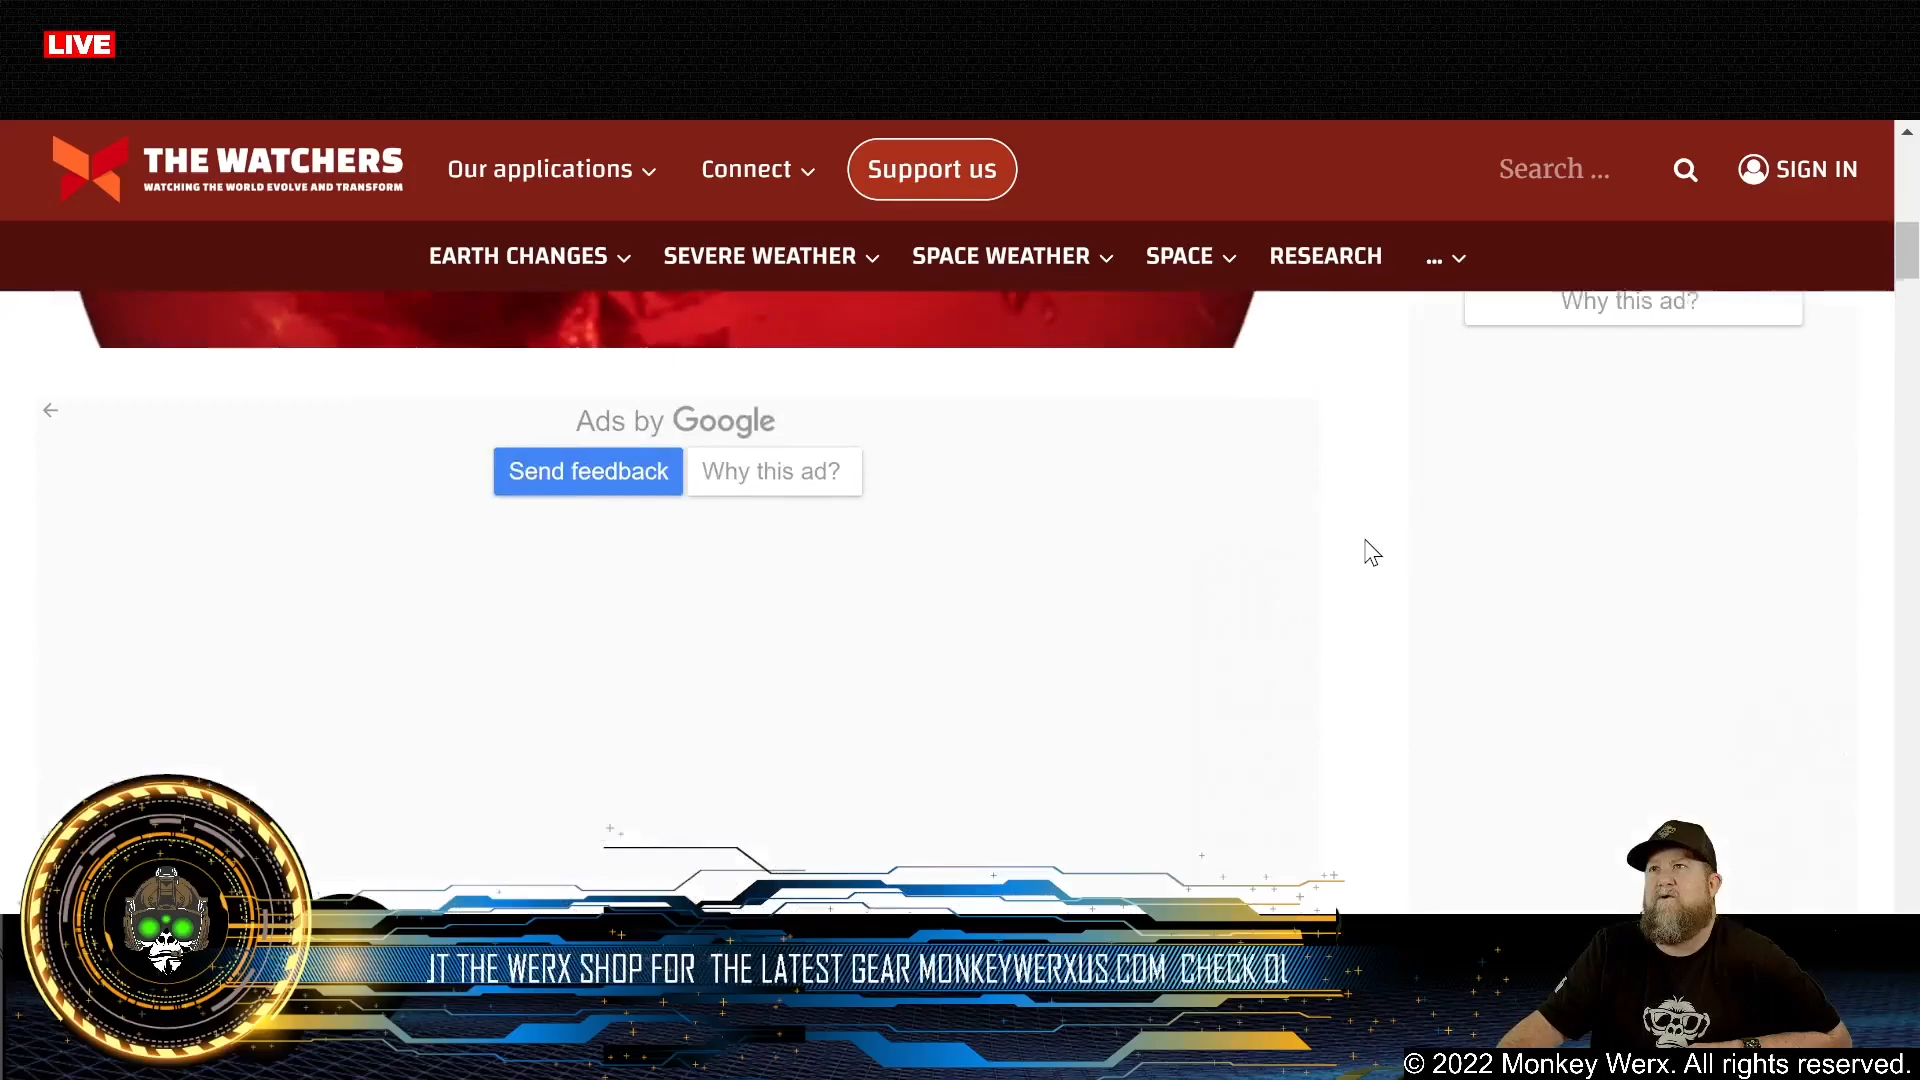 LIVE
THE WATCHERS
WATCHING THE WORLD EVOLVE AND TRANSFORM
Our applications
Connect
Support us
Search ...
SIGN IN
EARTH CHANGES
SEVERE WEATHER
SPACE WEATHER
SPACE
RESEARCH
...
Why this ad?
Ads by Google
Send feedback
Why this ad?
JT THE WERX SHOP FOR THE LATEST GEAR MONKEYWERXUS.COM CHECK OU
© 2022 Monkey Werx. All rights reserved.